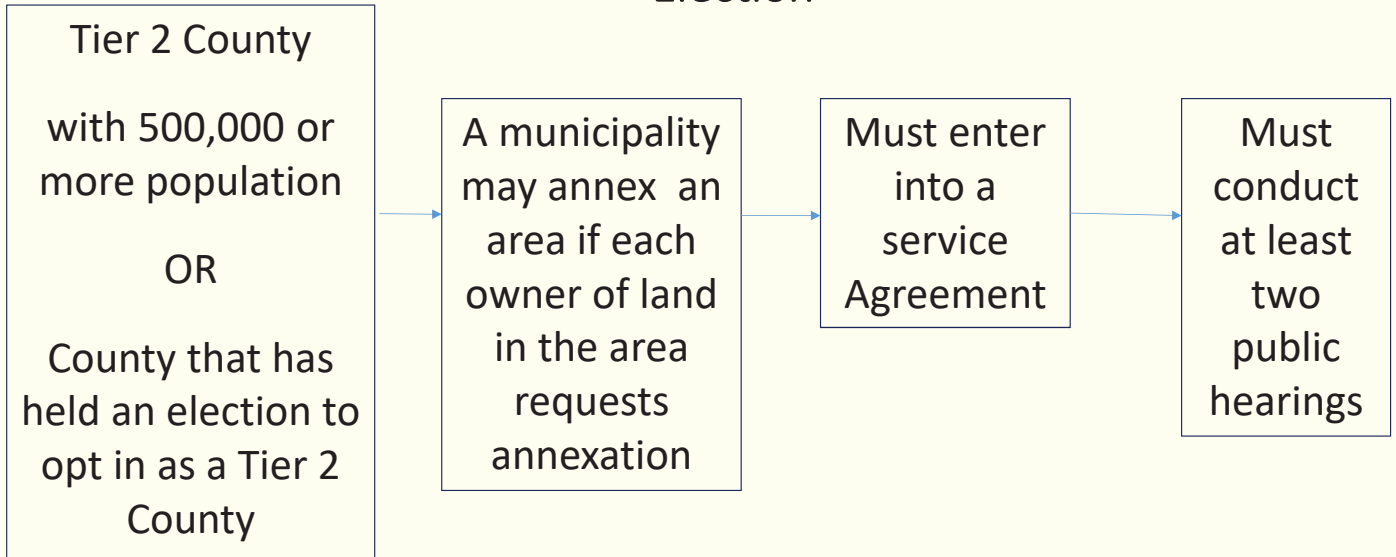 Tier 2 County
with 500,000 or
more population
OR
County that has
held an election to
opt in as a Tier 2
County
A municipality
may annex an
area if each
owner of land
in the area
requests
annexation
Must enter
into a
service
Agreement
Must
conduct
at least
two
public
hearings